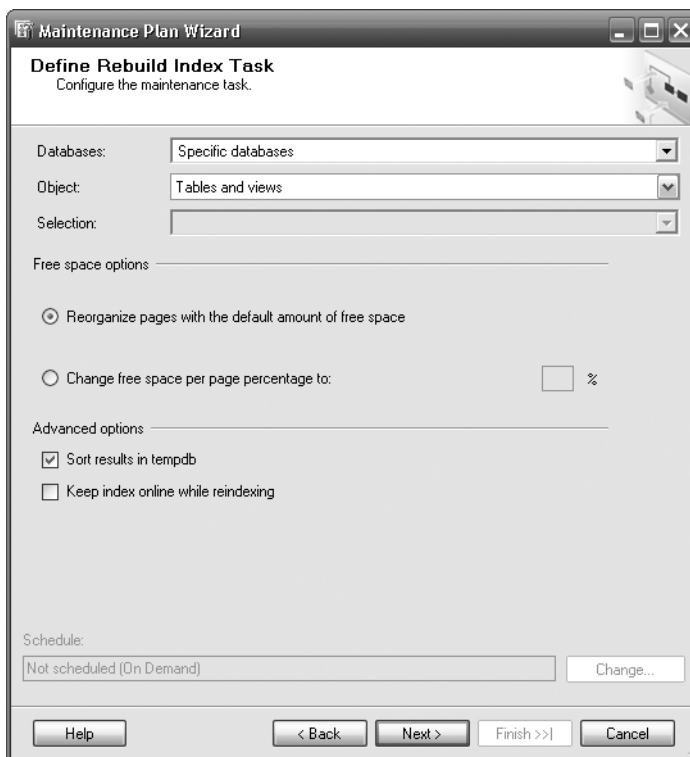 Maintenance Plan Wizard
Define Rebuild Index Task
Configure the maintenance task.
Databases: Specific databases
Object: Tables and views
Selection:
Free space options
Reorganize pages with the default amount of free space
Change free space per page percentage to: %
Advanced options
Sort results in tempdb
Keep index online while reindexing
Schedule:
Not scheduled (On Demand) Change...
Help < Back Next > Finish >>| Cancel